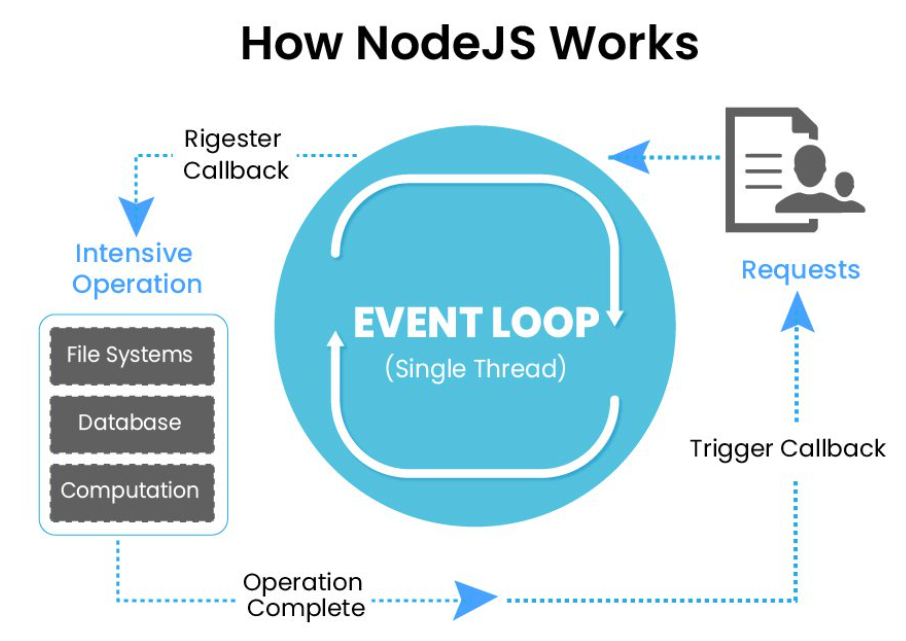 How NodeJS Works
Rigester
Callback
Intensive
Operation
File Systems
Database
Computation
EVENT LOOP
(Single Thread)
Requests
Trigger Callback
Operation
Complete